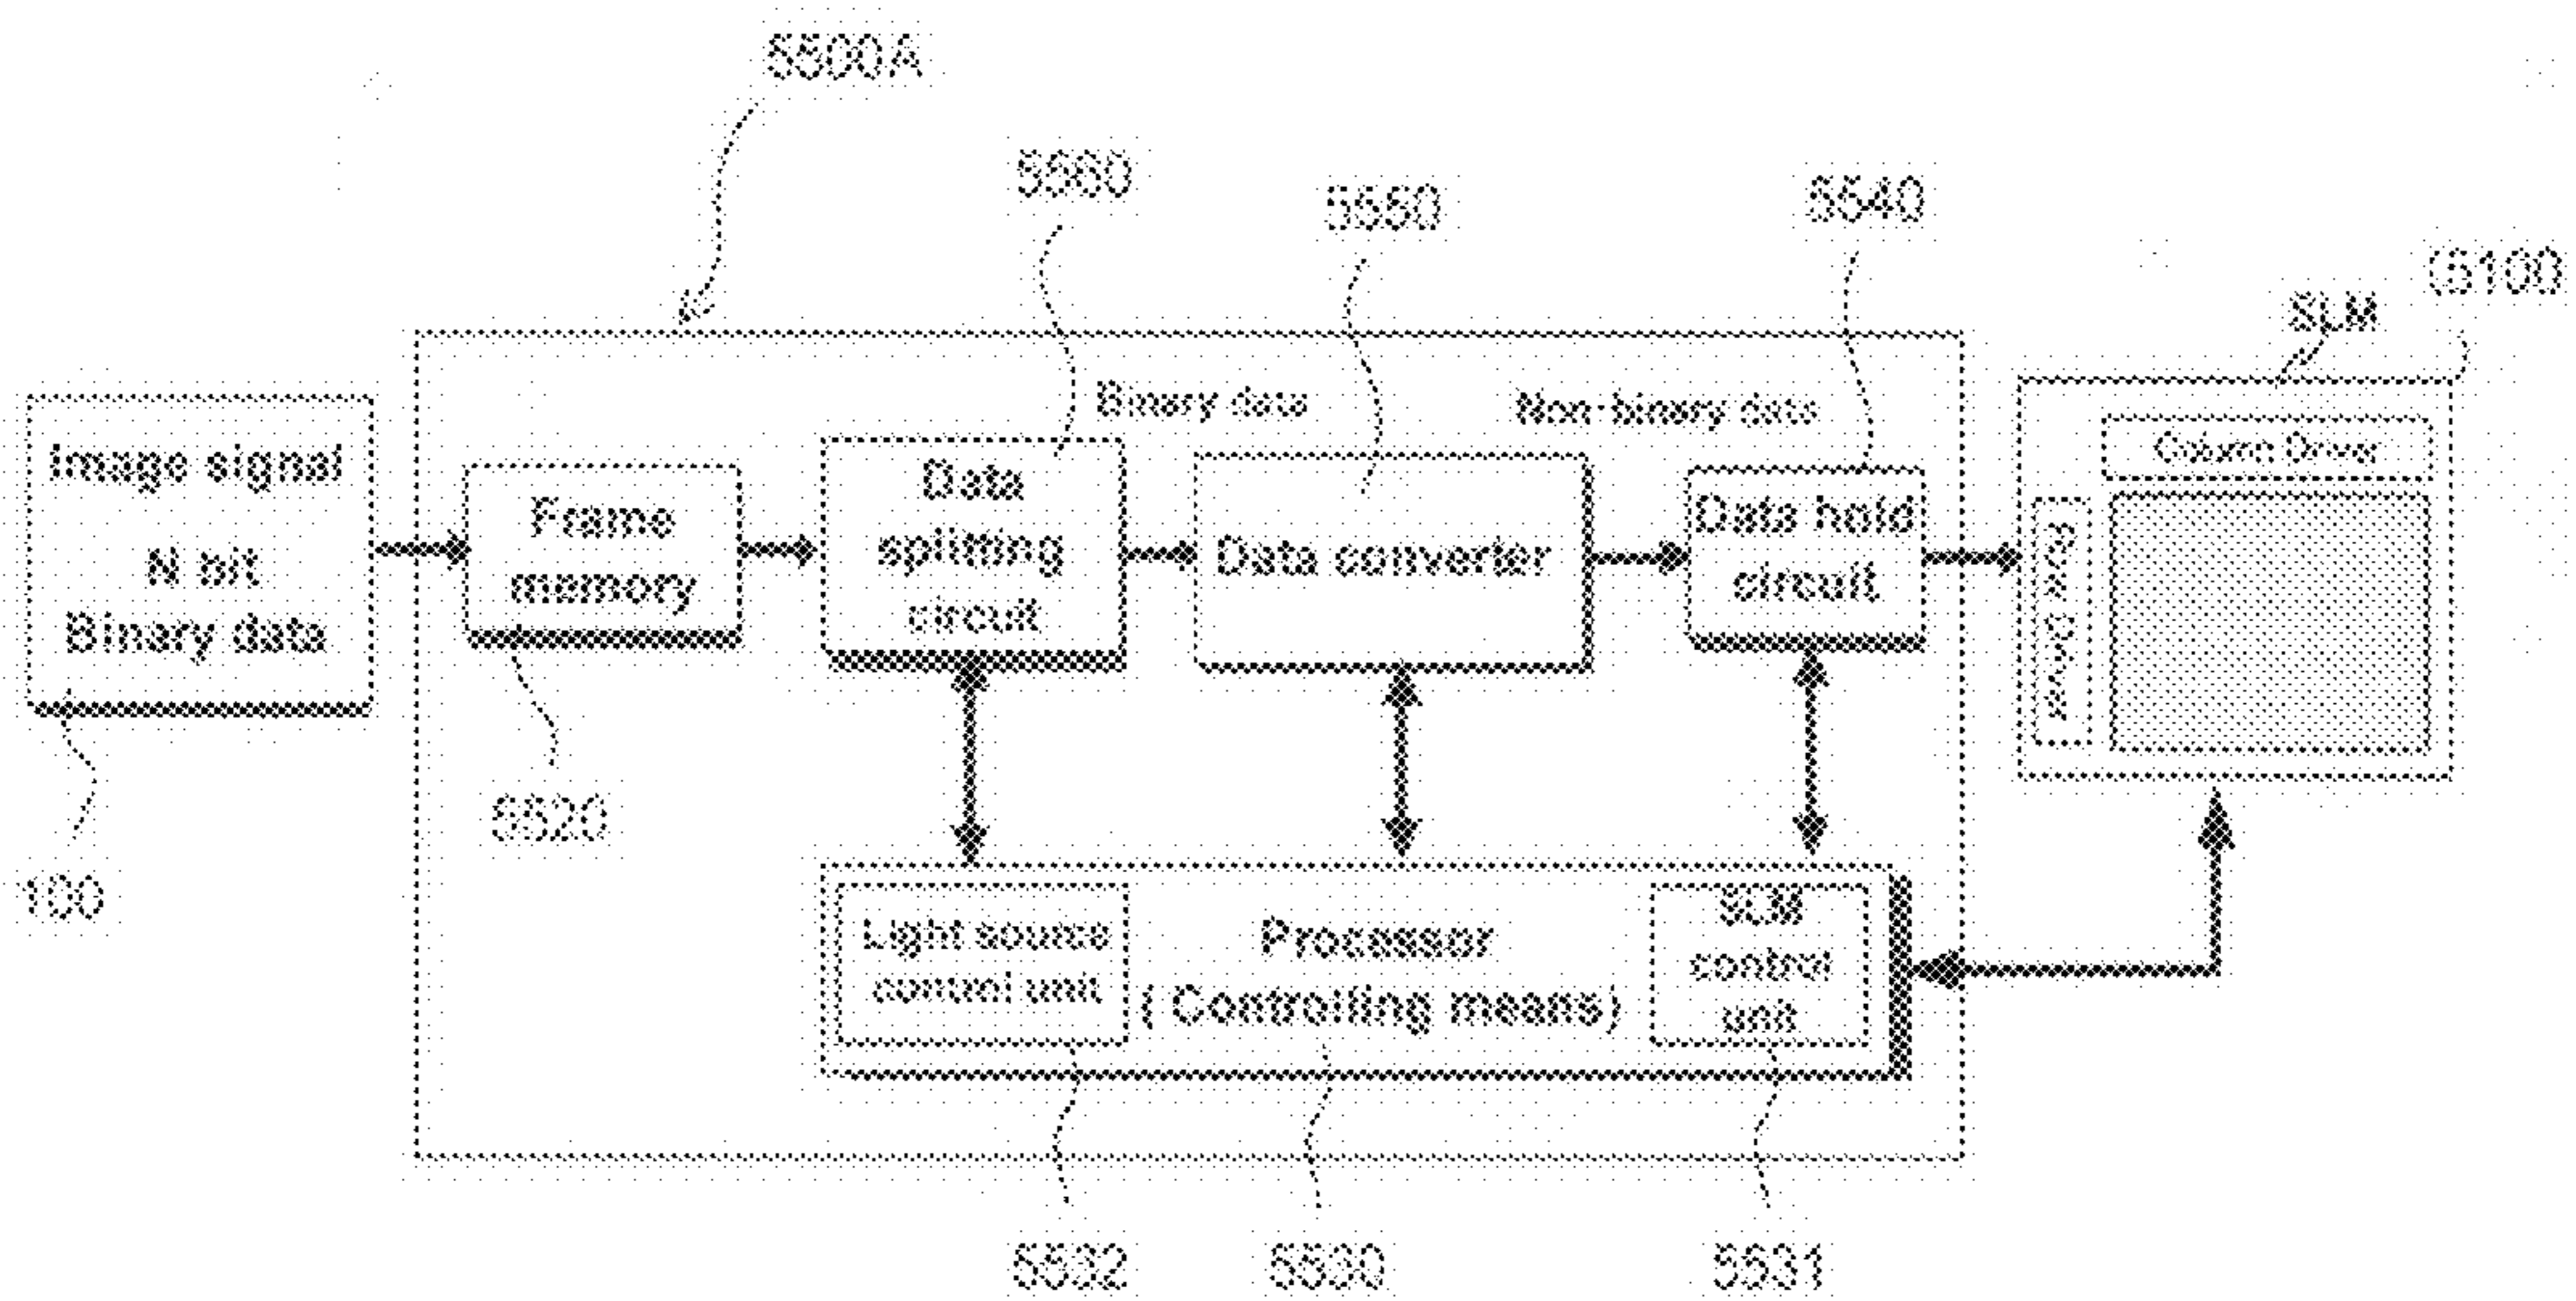 5500A
5560
5550
5540
(5100
SLM
Binary data
Non-binary data
Image signal
N bit
Binary data
Frame
memory
Data
splitting
circuit
Data converter
Data hold
circuit
Column Driver
ROW Driver
5520
100
Light source
control unit
Processor
( Controlling means)
SLM
control
unit
5532
5530
5531